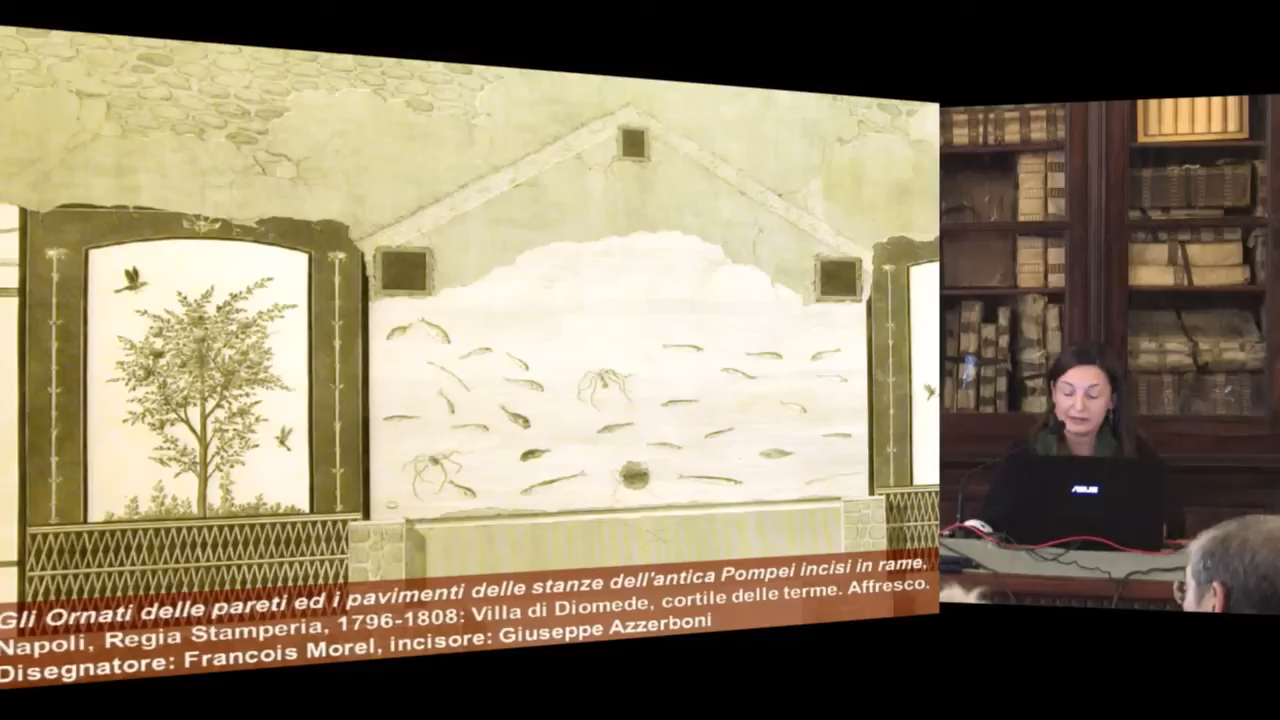 Gli Ornati delle pareti ed i pavimenti delle stanze dell'antica Pompei incisi in rame,
Napoli, Regia Stamperia, 1796-1808: Villa di Diomede, cortile delle terme. Affresco.
Disegnatore: Francois Morel, incisore: Giuseppe Azzerboni
ASUS